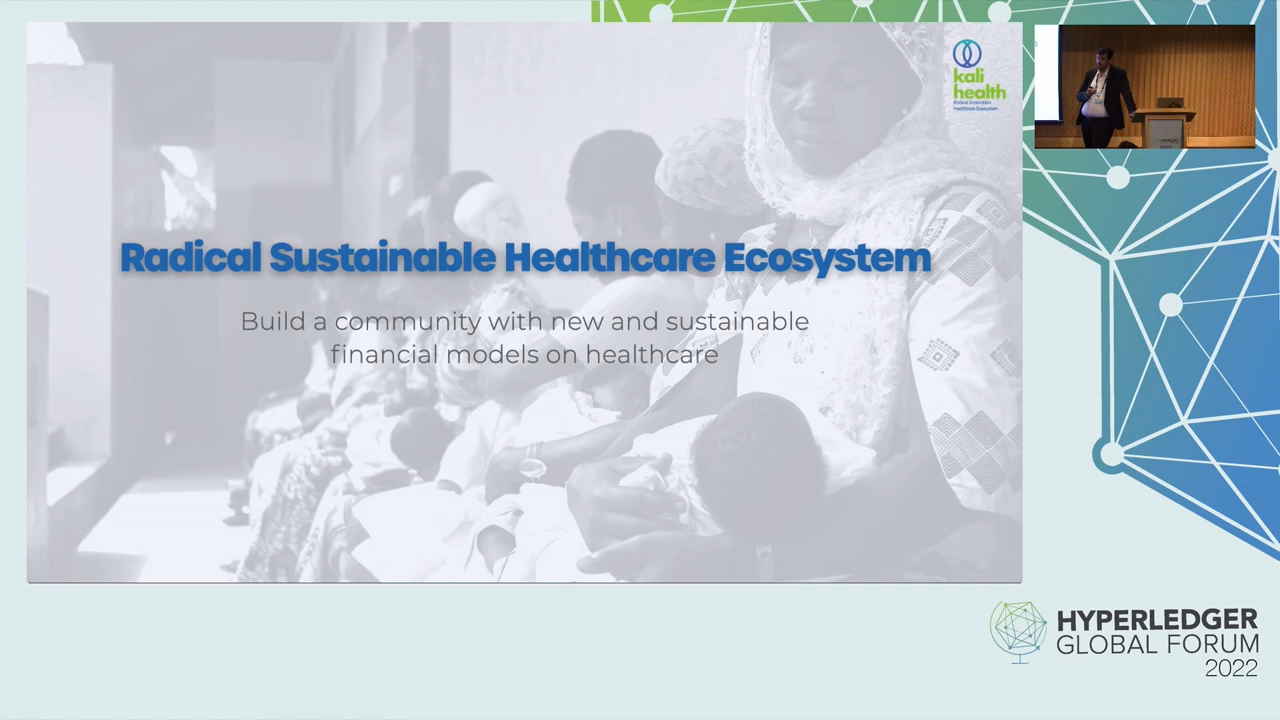 kali
health
Radical Sustainable Healthcare Ecosystem
Build a community with new and sustainable
financial models on healthcare
HYPERLEDGER
GLOBAL FORUM
2022